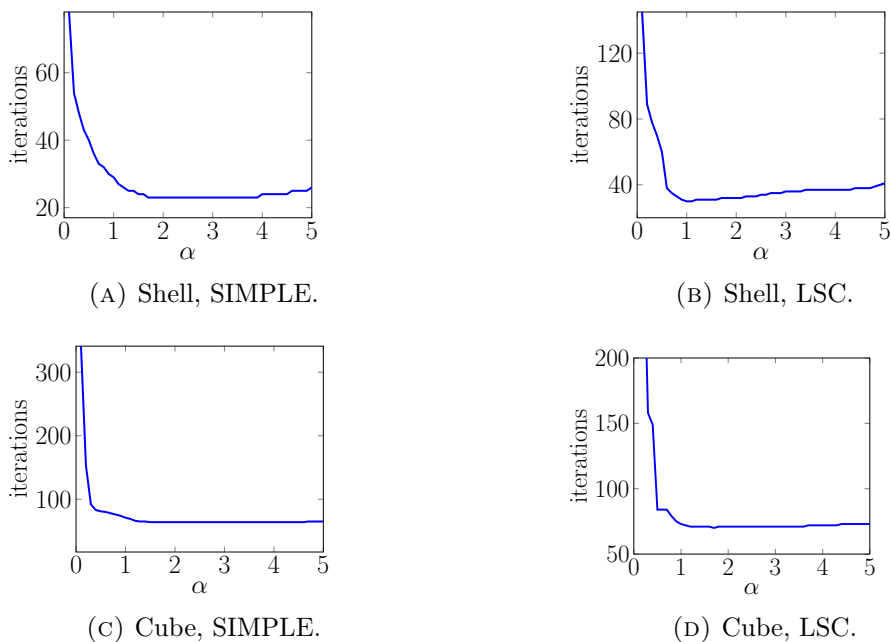 60
40
20
iterations
0 1 2 3 4 5
α
(A) Shell, SIMPLE.
120
80
40
iterations
0 1 2 3 4 5
α
(B) Shell, LSC.
300
200
100
iterations
0 1 2 3 4 5
α
(C) Cube, SIMPLE.
200
150
100
50
iterations
0 1 2 3 4 5
α
(D) Cube, LSC.